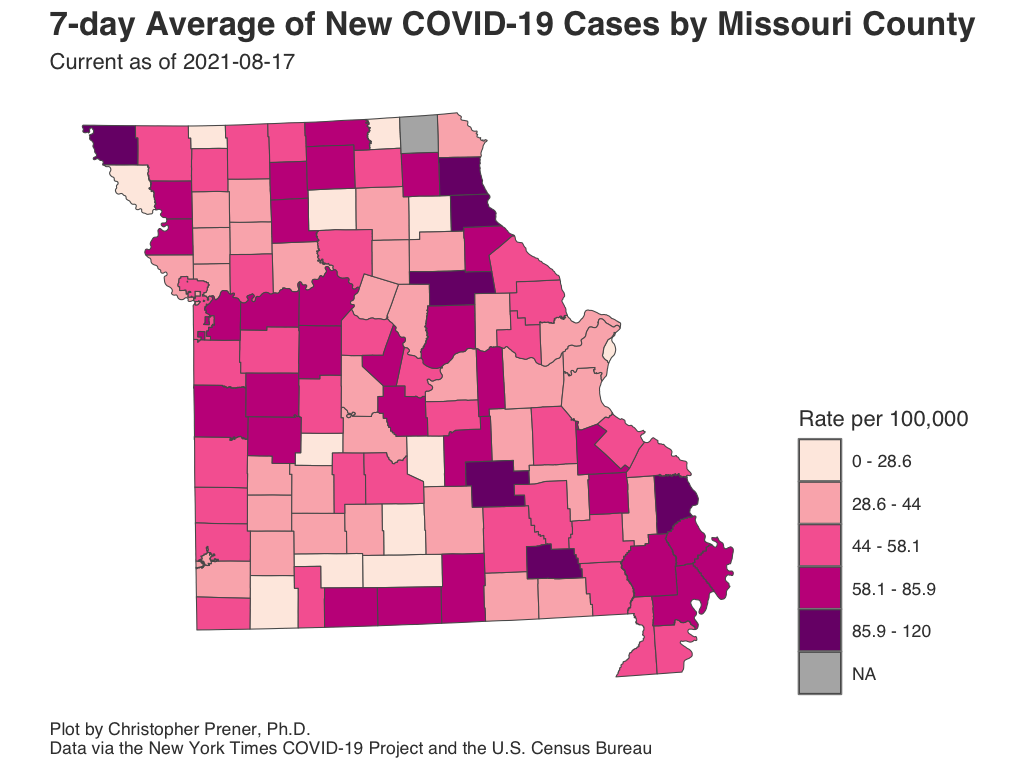 7-day Average of New COVID-19 Cases by Missouri County
Current as of 2021-08-17
Rate per 100,000
0 - 28.6
28.6 - 44
44 - 58.1
58.1 - 85.9
85.9 - 120
NA
Plot by Christopher Prener, Ph.D.
Data via the New York Times COVID-19 Project and the U.S. Census Bureau